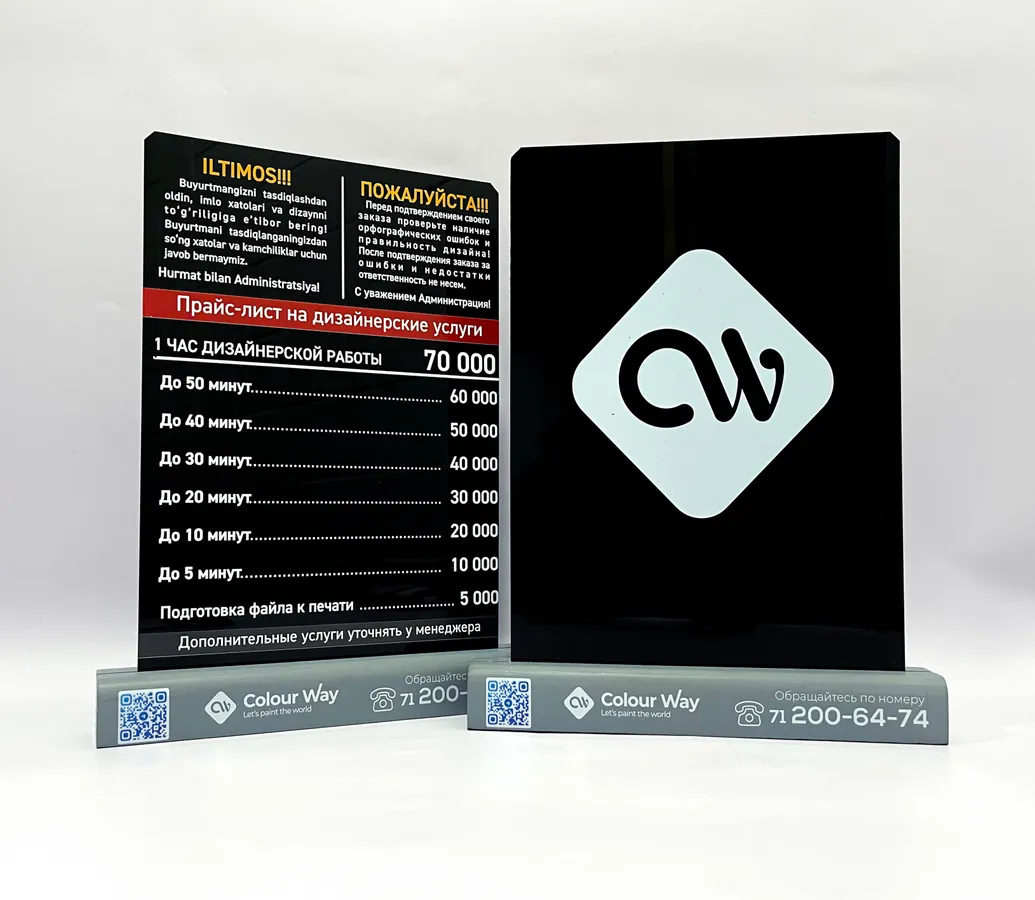 ILTIMOS!!!
Buyurtmangizni tasdiqlashdan
oldin, imlo xatolari va dizaynni
to‘g‘riligiga e’tibor bering!
Buyurtmani tasdiqlanganingizdan
so‘ng xatolar va kamchiliklar uchun
javob bermaymiz.
Hurmat bilan Administratsiya!
ПОЖАЛУЙСТА!!!
Перед подтверждением своего
заказа проверьте наличие
орфографических ошибок и
правильность дизайна!
После подтверждения заказа за
ошибки и недостатки
ответственность не несем.
С уважением Администрация!
Прайс-лист на дизайнерские услуги
1 ЧАС ДИЗАЙНЕРСКОЙ РАБОТЫ 70 000
До 50 минут 60 000
До 40 минут 50 000
До 30 минут 40 000
До 20 минут 30 000
До 10 минут 20 000
До 5 минут 10 000
Подготовка файла к печати 5 000
Дополнительные услуги уточнять у менеджера
Colour Way
Let's paint the world
Обращайтес
71 200-
CW
Colour Way
Let's paint the world
Обращайтесь по номеру
71 200-64-74